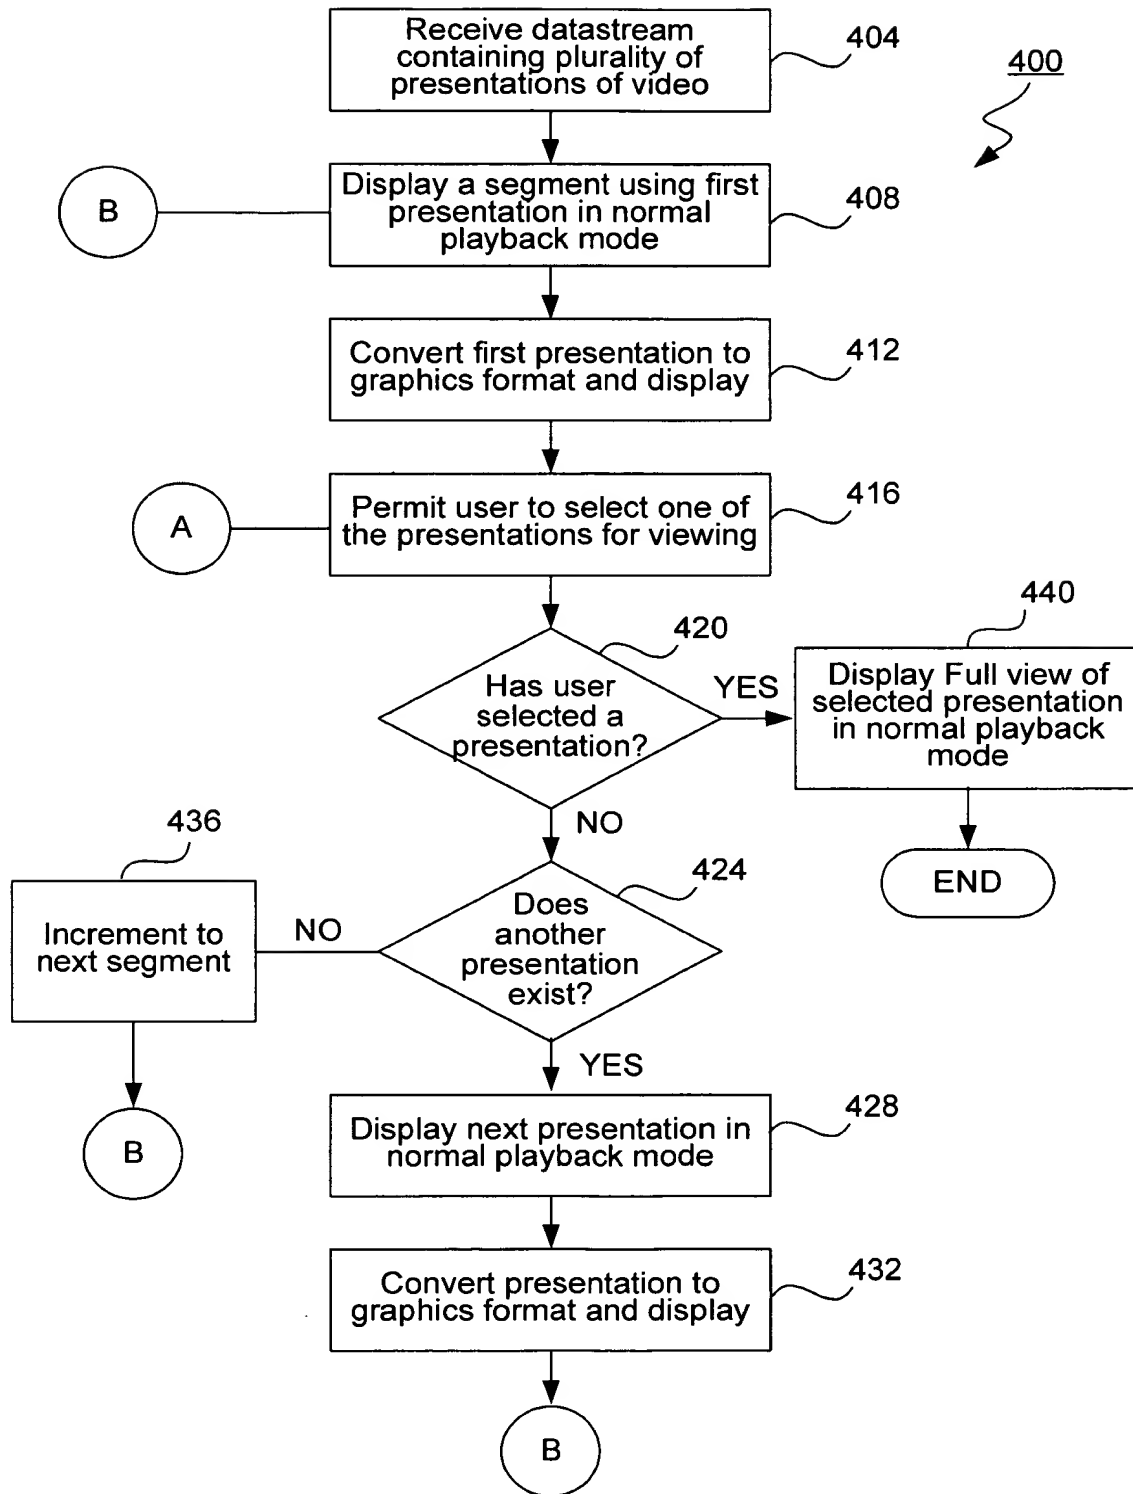 Receive datastream
containing plurality of
presentations of video
404
400
B
Display a segment using first
presentation in normal
playback mode
408
Convert first presentation to
graphics format and display
412
A
Permit user to select one of
the presentations for viewing
416
420
Has user
selected a
presentation?
YES
440
Display Full view of
selected presentation
in normal playback
mode
NO
END
436
Increment to
next segment
NO
424
Does
another
presentation
exist?
B
YES
Display next presentation in
normal playback mode
428
Convert presentation to
graphics format and display
432
B